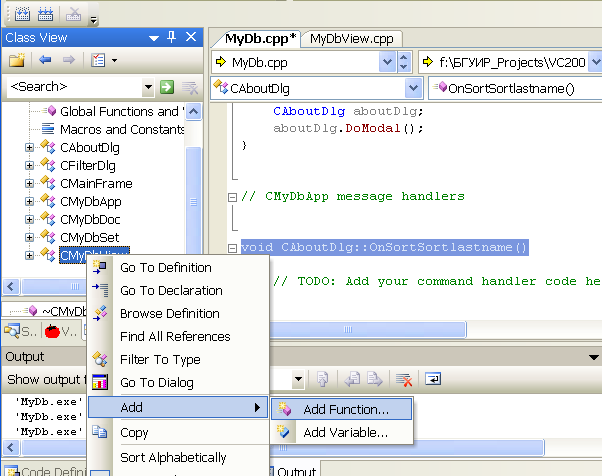 Class View
MyDb.cpp*
MyDbView.cpp
MyDb.cpp
f:\БГУИР_Projects\VC200
<Search>
CAboutDlg
OnSortSortlastname()
Global Functions and
Macros and Constants
CAboutDlg
CFilterDlg
CMainFrame
CMyDbApp
CMyDbDoc
CMyDbSet
CMyDbView
CAboutDlg aboutDlg;
aboutDlg.DoModal();
}
// CMyDbApp message handlers
void CAboutDlg::OnSortSortlastname()
// TODO: Add your command handler code he
~CMyDb
S..
V..
Go To Definition
Go To Declaration
Browse Definition
Find All References
Filter To Type
Go To Dialog
Add
Copy
Sort Alphabetically
Add Function...
Add Variable...
Output
Show output
'MyDb.exe'
'MyDb.exe'
'MyDb.exe'
Code Defini
Output